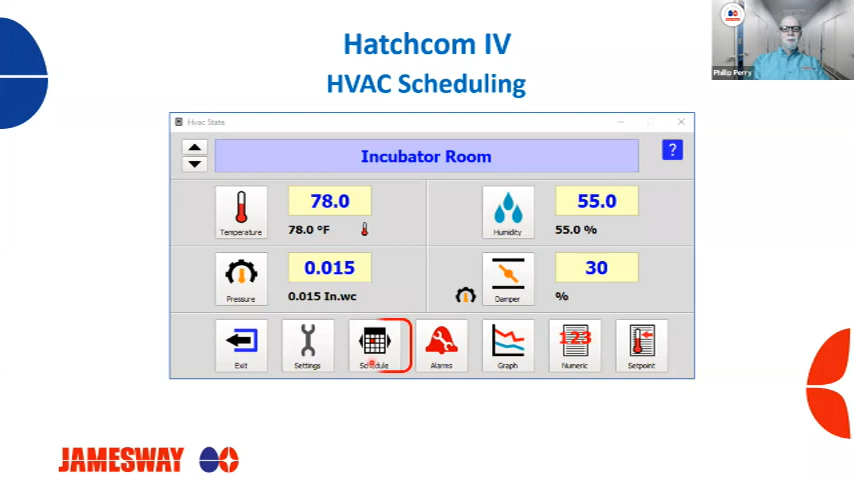 Hatchcom IV
HVAC Scheduling
Phillip Perry
Hvac State
Incubator Room
?
Temperature
78.0
78.0 °F
Humidity
55.0
55.0 %
Pressure
0.015
0.015 In.wc
Damper
30
%
Exit
Settings
Schedule
Alarms
Graph
123
Numeric
Setpoint
JAMESWAY